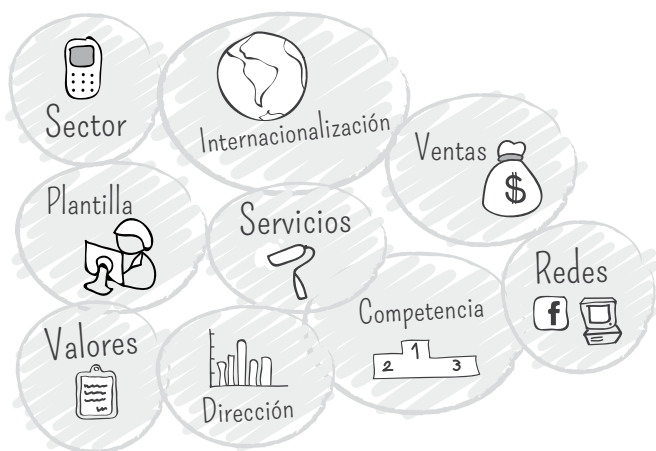 Sector
Internacionalización
Ventas
$
Plantilla
Servicios
Redes
f
Competencia
1
2
3
Valores
Dirección